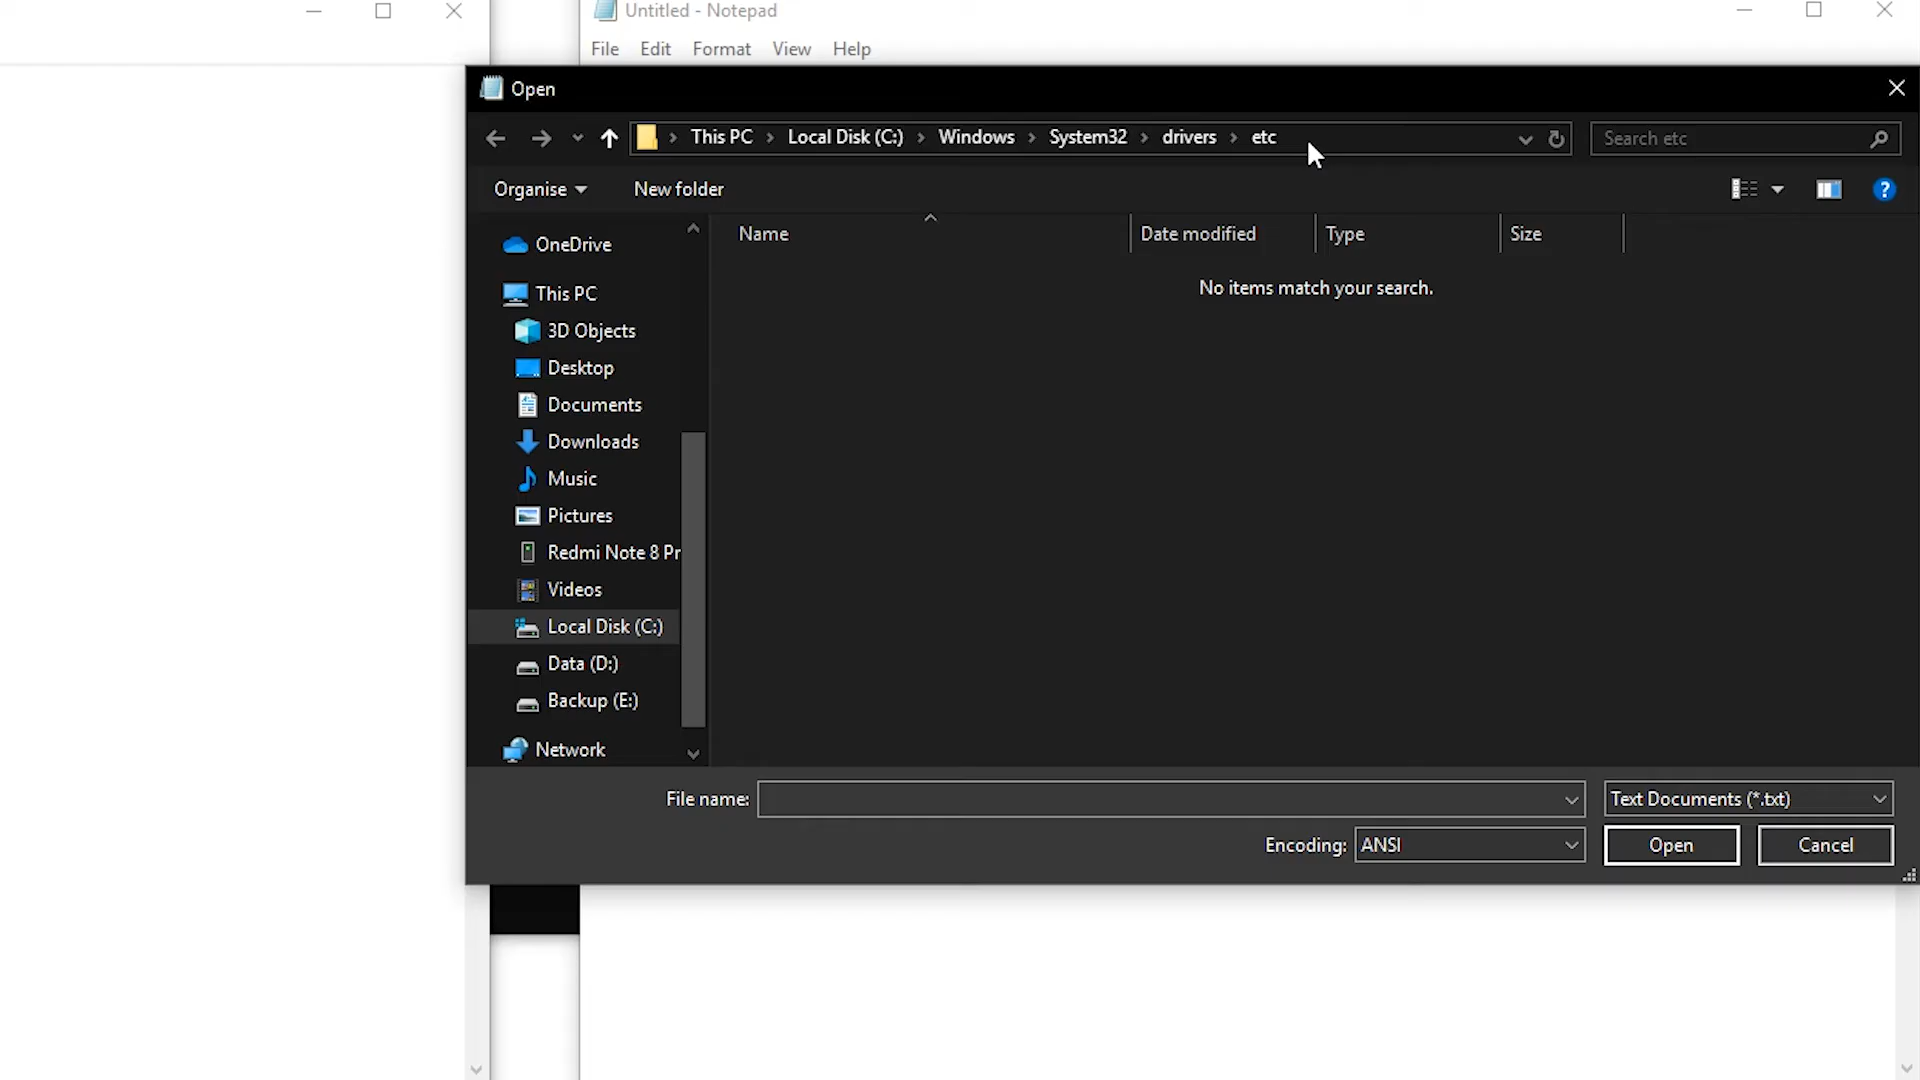 Untitled - Notepad
File Edit Format View Help
Open
This PC Local Disk (C:) Windows System32 drivers etc
Search etc
Organise New folder
Name Date modified Type Size
No items match your search.
OneDrive
This PC
3D Objects
Desktop
Documents
Downloads
Music
Pictures
Redmi Note 8 Pr
Videos
Local Disk (C:)
Data (D:)
Backup (E:)
Network
File name: Text Documents (*.txt)
Encoding: ANSI Open Cancel